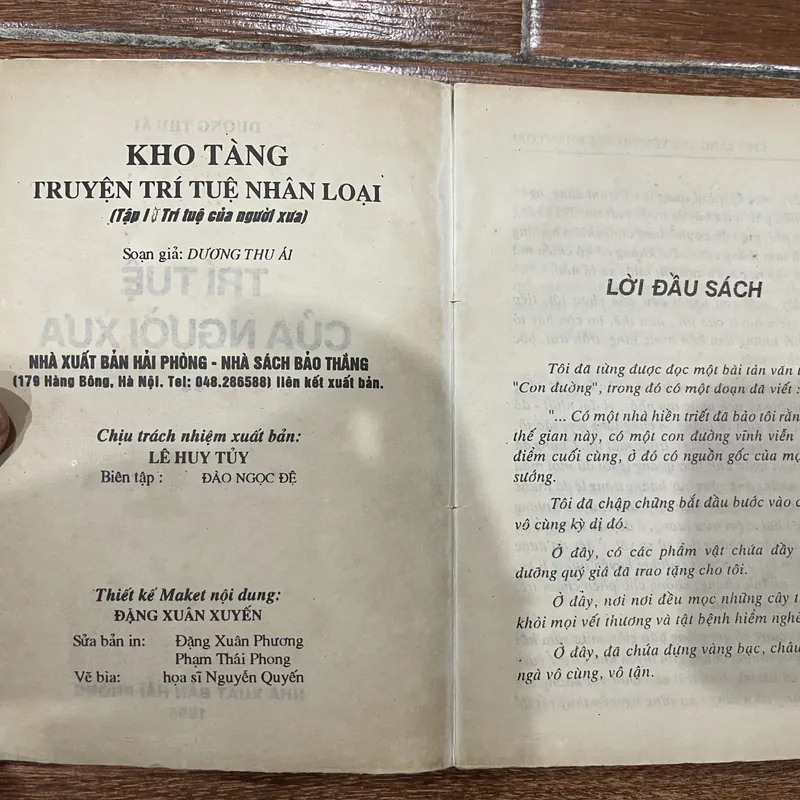 KHO TÀNG
TRUYỆN TRÍ TUỆ NHÂN LOẠI
(Tập I : Trí tuệ của người xưa)
Soạn giả: DƯƠNG THU ÁI
NHÀ XUẤT BẢN HẢI PHÒNG - NHÀ SÁCH BẢO THẮNG
(179 Hàng Bông, Hà Nội. Tel: 048.286588) liên kết xuất bản.
Chịu trách nhiệm xuất bản:
LÊ HUY TỦY
Biên tập : ĐÀO NGỌC ĐỆ
Thiết kế Maket nội dung:
ĐẶNG XUÂN XUYẾN
Sửa bản in: Đặng Xuân Phương
Phạm Thái Phong
Vẽ bìa: họa sĩ Nguyễn Quyến
LỜI ĐẦU SÁCH
Tôi đã từng được đọc một bài tản văn
"Con đường", trong đó có một đoạn đã viết :
"... Có một nhà hiền triết đã bảo tôi rằn
thế gian này, có một con đường vĩnh viễn
điểm cuối cùng, ở đó có nguồn gốc của mọ
sướng.
Tôi đã chập chững bắt đầu bước vào
vô cùng kỳ dị đó.
Ở đây, có các phẩm vật chứa đầy
dưỡng quý giá đã trao tặng cho tôi.
Ở đây, nơi nơi đều mọc những cây
khỏi mọi vết thương và tật bệnh hiểm nghè
Ở đây, đã chứa đựng vàng bạc, châu
ngà vô cùng, vô tận.